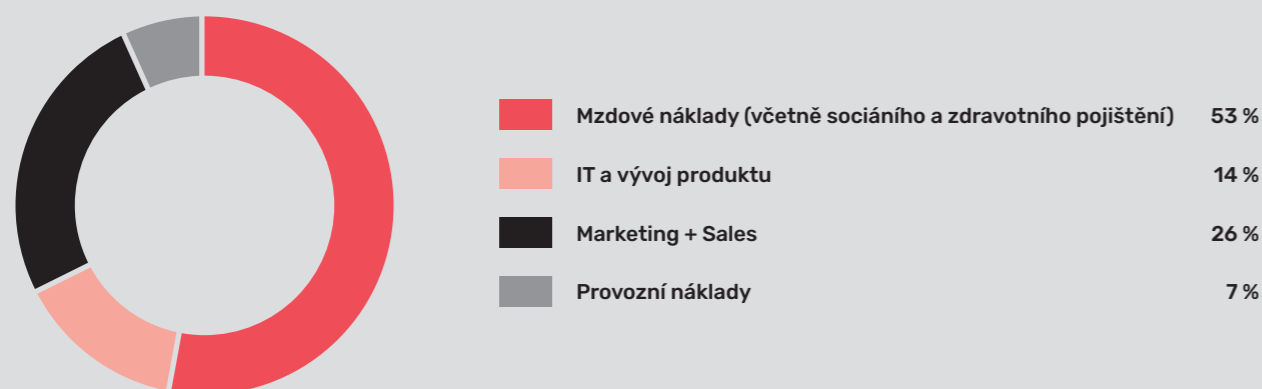 Mzdové náklady (včetně sociáního a zdravotního pojištění) 53 %
IT a vývoj produktu 14 %
Marketing + Sales 26 %
Provozní náklady 7 %